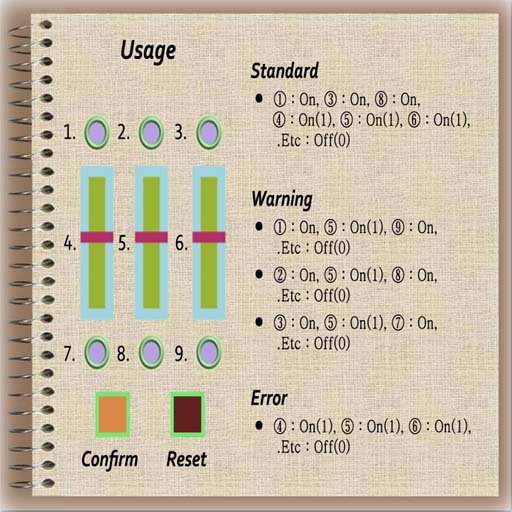 Usage
1. 2. 3.
4. 5. 6.
7. 8. 9.
Confirm Reset
Standard
• ① : On, ③ : On, ⑧ : On,
④ : On(1), ⑤ : On(1), ⑥ : On(1),
.Etc : Off(0)
Warning
• ① : On, ⑤ : On(1), ⑨ : On,
.Etc : Off(0)
• ② : On, ⑤ : On(1), ⑧ : On,
.Etc : Off(0)
• ③ : On, ⑤ : On(1), ⑦ : On,
.Etc : Off(0)
Error
• ④ : On(1), ⑤ : On(1), ⑥ : On(1),
.Etc : Off(0)